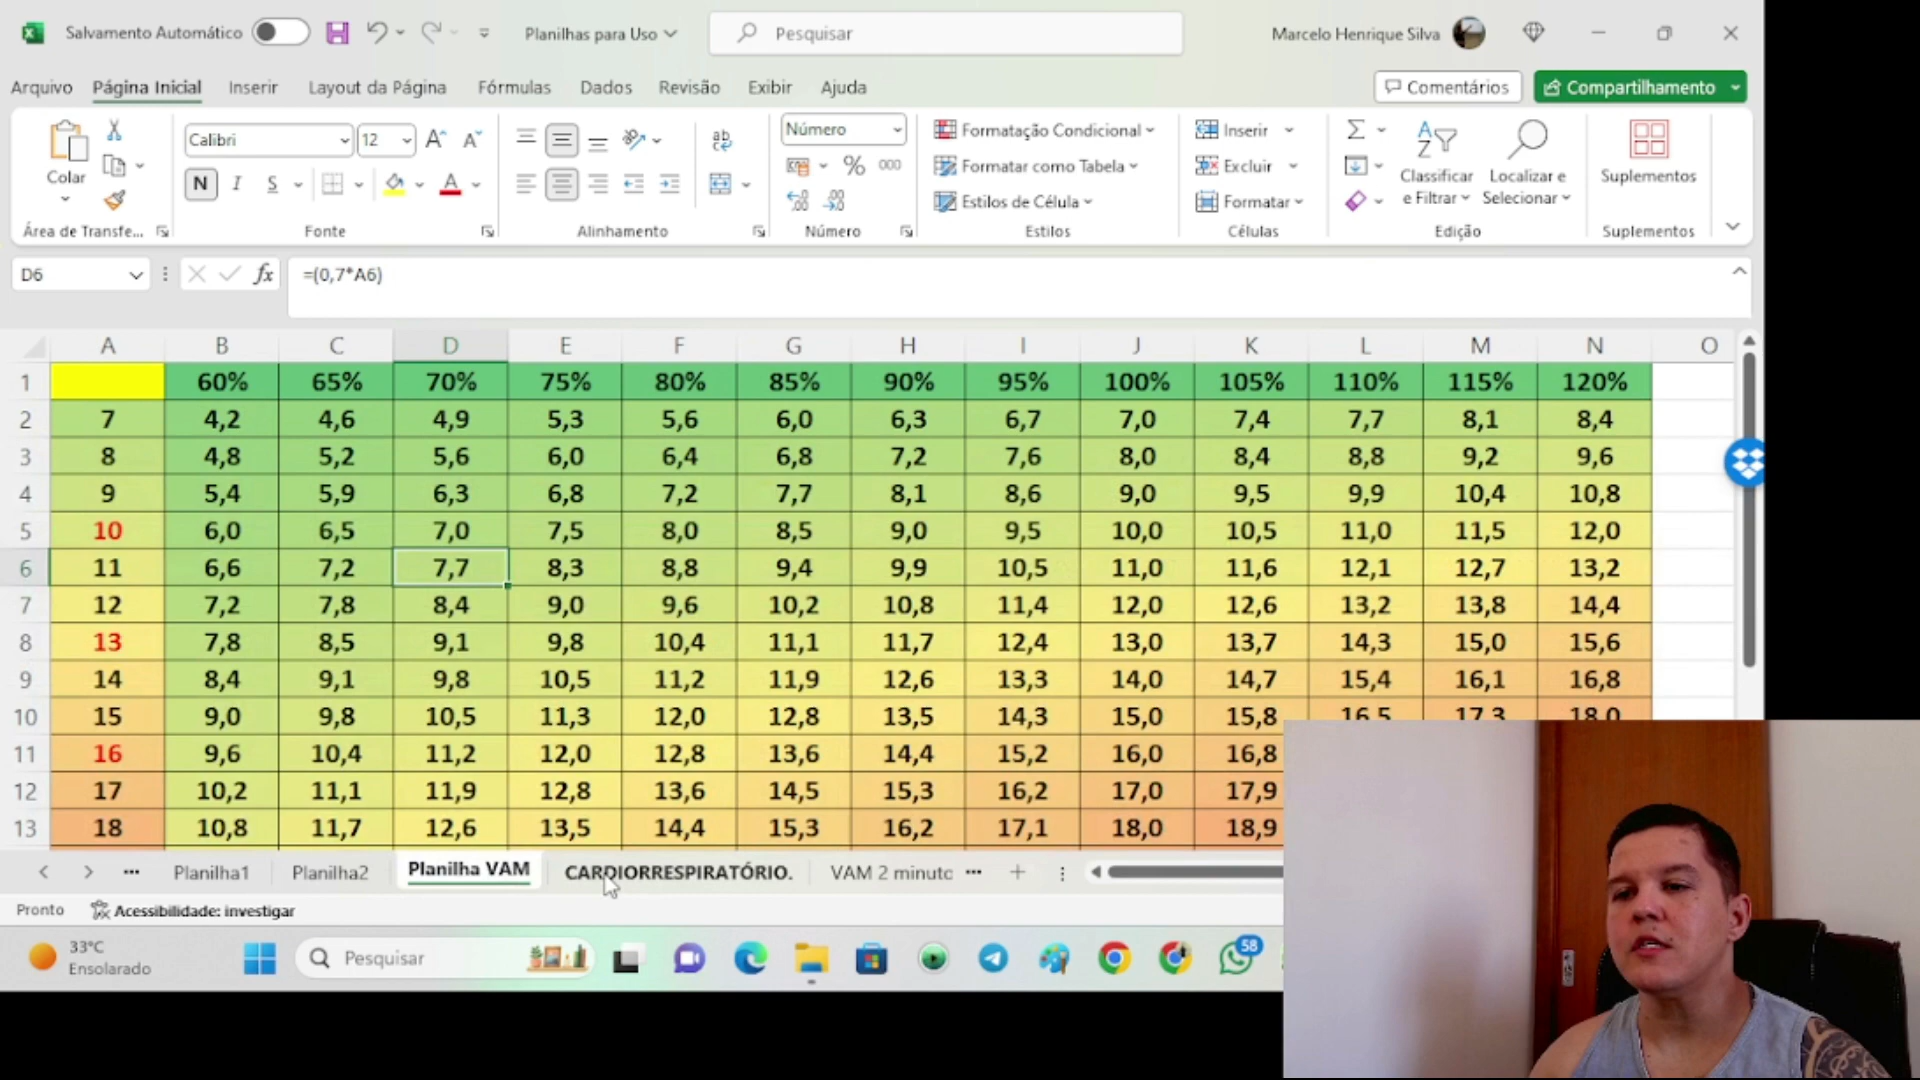 Salvamento Automático
Planilhas para Uso
Pesquisar
Marcelo Henrique Silva
Arquivo Página Inicial Inserir Layout da Página Fórmulas Dados Revisão Exibir Ajuda
Comentários Compartilhamento
Colar
Calibri 12
N I S
ab
Número
% 000
Formatação Condicional
Formatar como Tabela
Estilos de Célula
Inserir
Excluir
Formatar
Classificar e Filtrar
Localizar e Selecionar
Suplementos
Área de Transfe... Fonte Alinhamento Número Estilos Células Edição Suplementos
D6 fx =(0,7*A6)
A B C D E F G H I J K L M N O
1 60% 65% 70% 75% 80% 85% 90% 95% 100% 105% 110% 115% 120%
2 7 4,2 4,6 4,9 5,3 5,6 6,0 6,3 6,7 7,0 7,4 7,7 8,1 8,4
3 8 4,8 5,2 5,6 6,0 6,4 6,8 7,2 7,6 8,0 8,4 8,8 9,2 9,6
4 9 5,4 5,9 6,3 6,8 7,2 7,7 8,1 8,6 9,0 9,5 9,9 10,4 10,8
5 10 6,0 6,5 7,0 7,5 8,0 8,5 9,0 9,5 10,0 10,5 11,0 11,5 12,0
6 11 6,6 7,2 7,7 8,3 8,8 9,4 9,9 10,5 11,0 11,6 12,1 12,7 13,2
7 12 7,2 7,8 8,4 9,0 9,6 10,2 10,8 11,4 12,0 12,6 13,2 13,8 14,4
8 13 7,8 8,5 9,1 9,8 10,4 11,1 11,7 12,4 13,0 13,7 14,3 15,0 15,6
9 14 8,4 9,1 9,8 10,5 11,2 11,9 12,6 13,3 14,0 14,7 15,4 16,1 16,8
10 15 9,0 9,8 10,5 11,3 12,0 12,8 13,5 14,3 15,0 15,8 16,5 17,3 18,0
11 16 9,6 10,4 11,2 12,0 12,8 13,6 14,4 15,2 16,0 16,8
12 17 10,2 11,1 11,9 12,8 13,6 14,5 15,3 16,2 17,0 17,9
13 18 10,8 11,7 12,6 13,5 14,4 15,3 16,2 17,1 18,0 18,9
... Planilha1 Planilha2 Planilha VAM CARDIORRESPIRATÓRIO. VAM 2 minuto ...
Pronto Acessibilidade: investigar
33°C
Ensolarado
Pesquisar
58